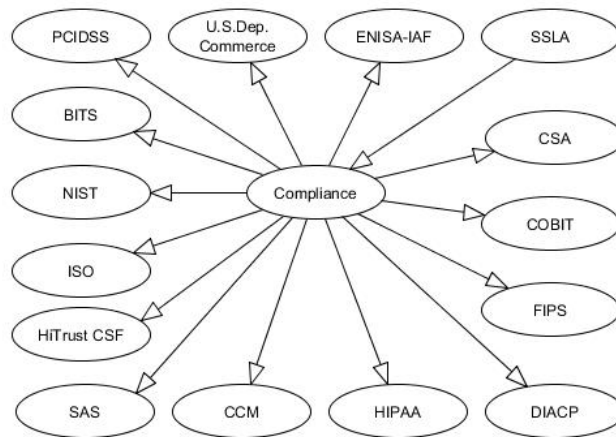 PCIDSS
U.S.Dep.
Commerce
ENISA-IAF
SSLA
BITS
CSA
NIST
Compliance
COBIT
ISO
FIPS
HiTrust CSF
SAS
CCM
HIPAA
DIACP